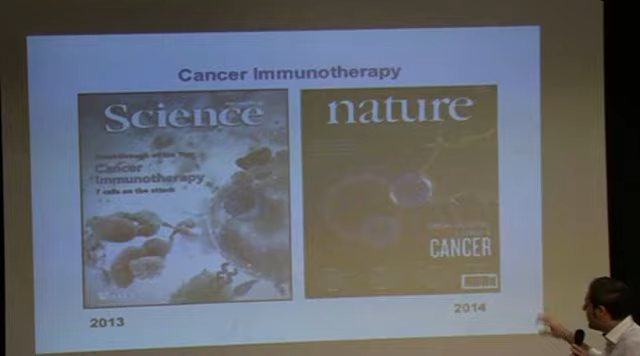 Cancer Immunotherapy
Science
Breakthrough of the Year
Cancer
Immunotherapy
T cells on the attack
nature
CANCER
2013
2014